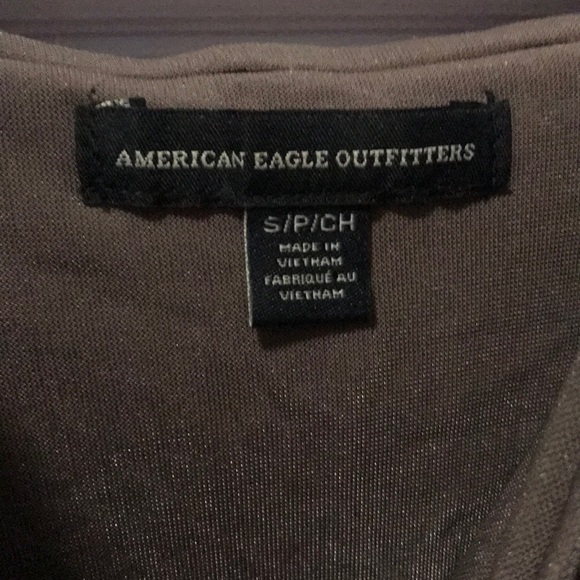 AMERICAN EAGLE OUTFITTERS
S/P/CH
MADE IN
VIETNAM
FABRIQUÉ AU
VIETNAM